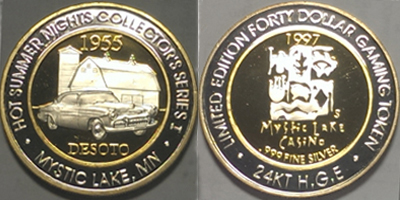 HOT SUMMER NIGHTS COLLECTOR'S SERIES I
1955
DESOTO
MYSTIC LAKE, MN
LIMITED EDITION FORTY DOLLAR GAMING TOKEN
1997
MYSTIC LAKE
CASINO
.999 FINE SILVER
24KT H.G.E